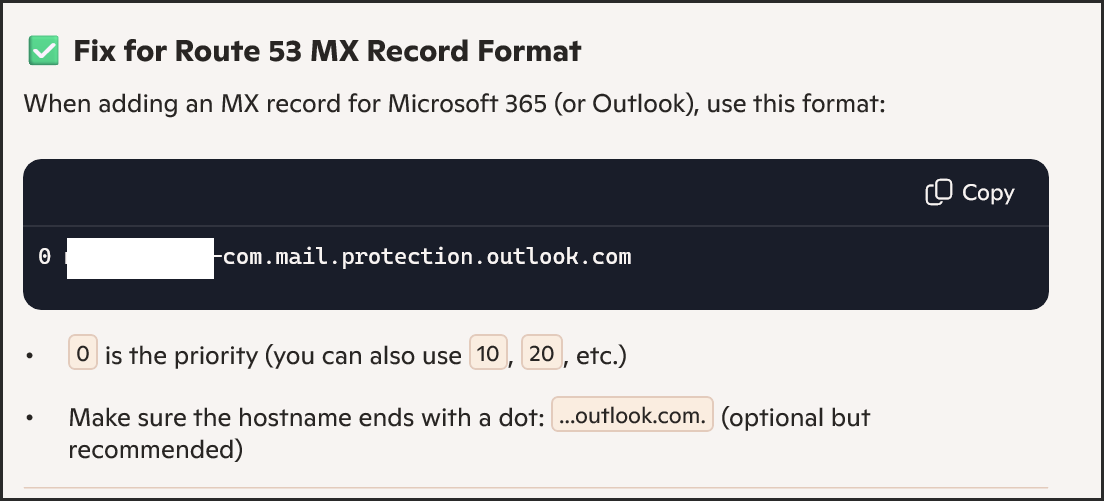 ✅ Fix for Route 53 MX Record Format
When adding an MX record for Microsoft 365 (or Outlook), use this format:
Copy
0 -com.mail.protection.outlook.com
• 0 is the priority (you can also use 10, 20, etc.)
• Make sure the hostname ends with a dot: ...outlook.com. (optional but
recommended)